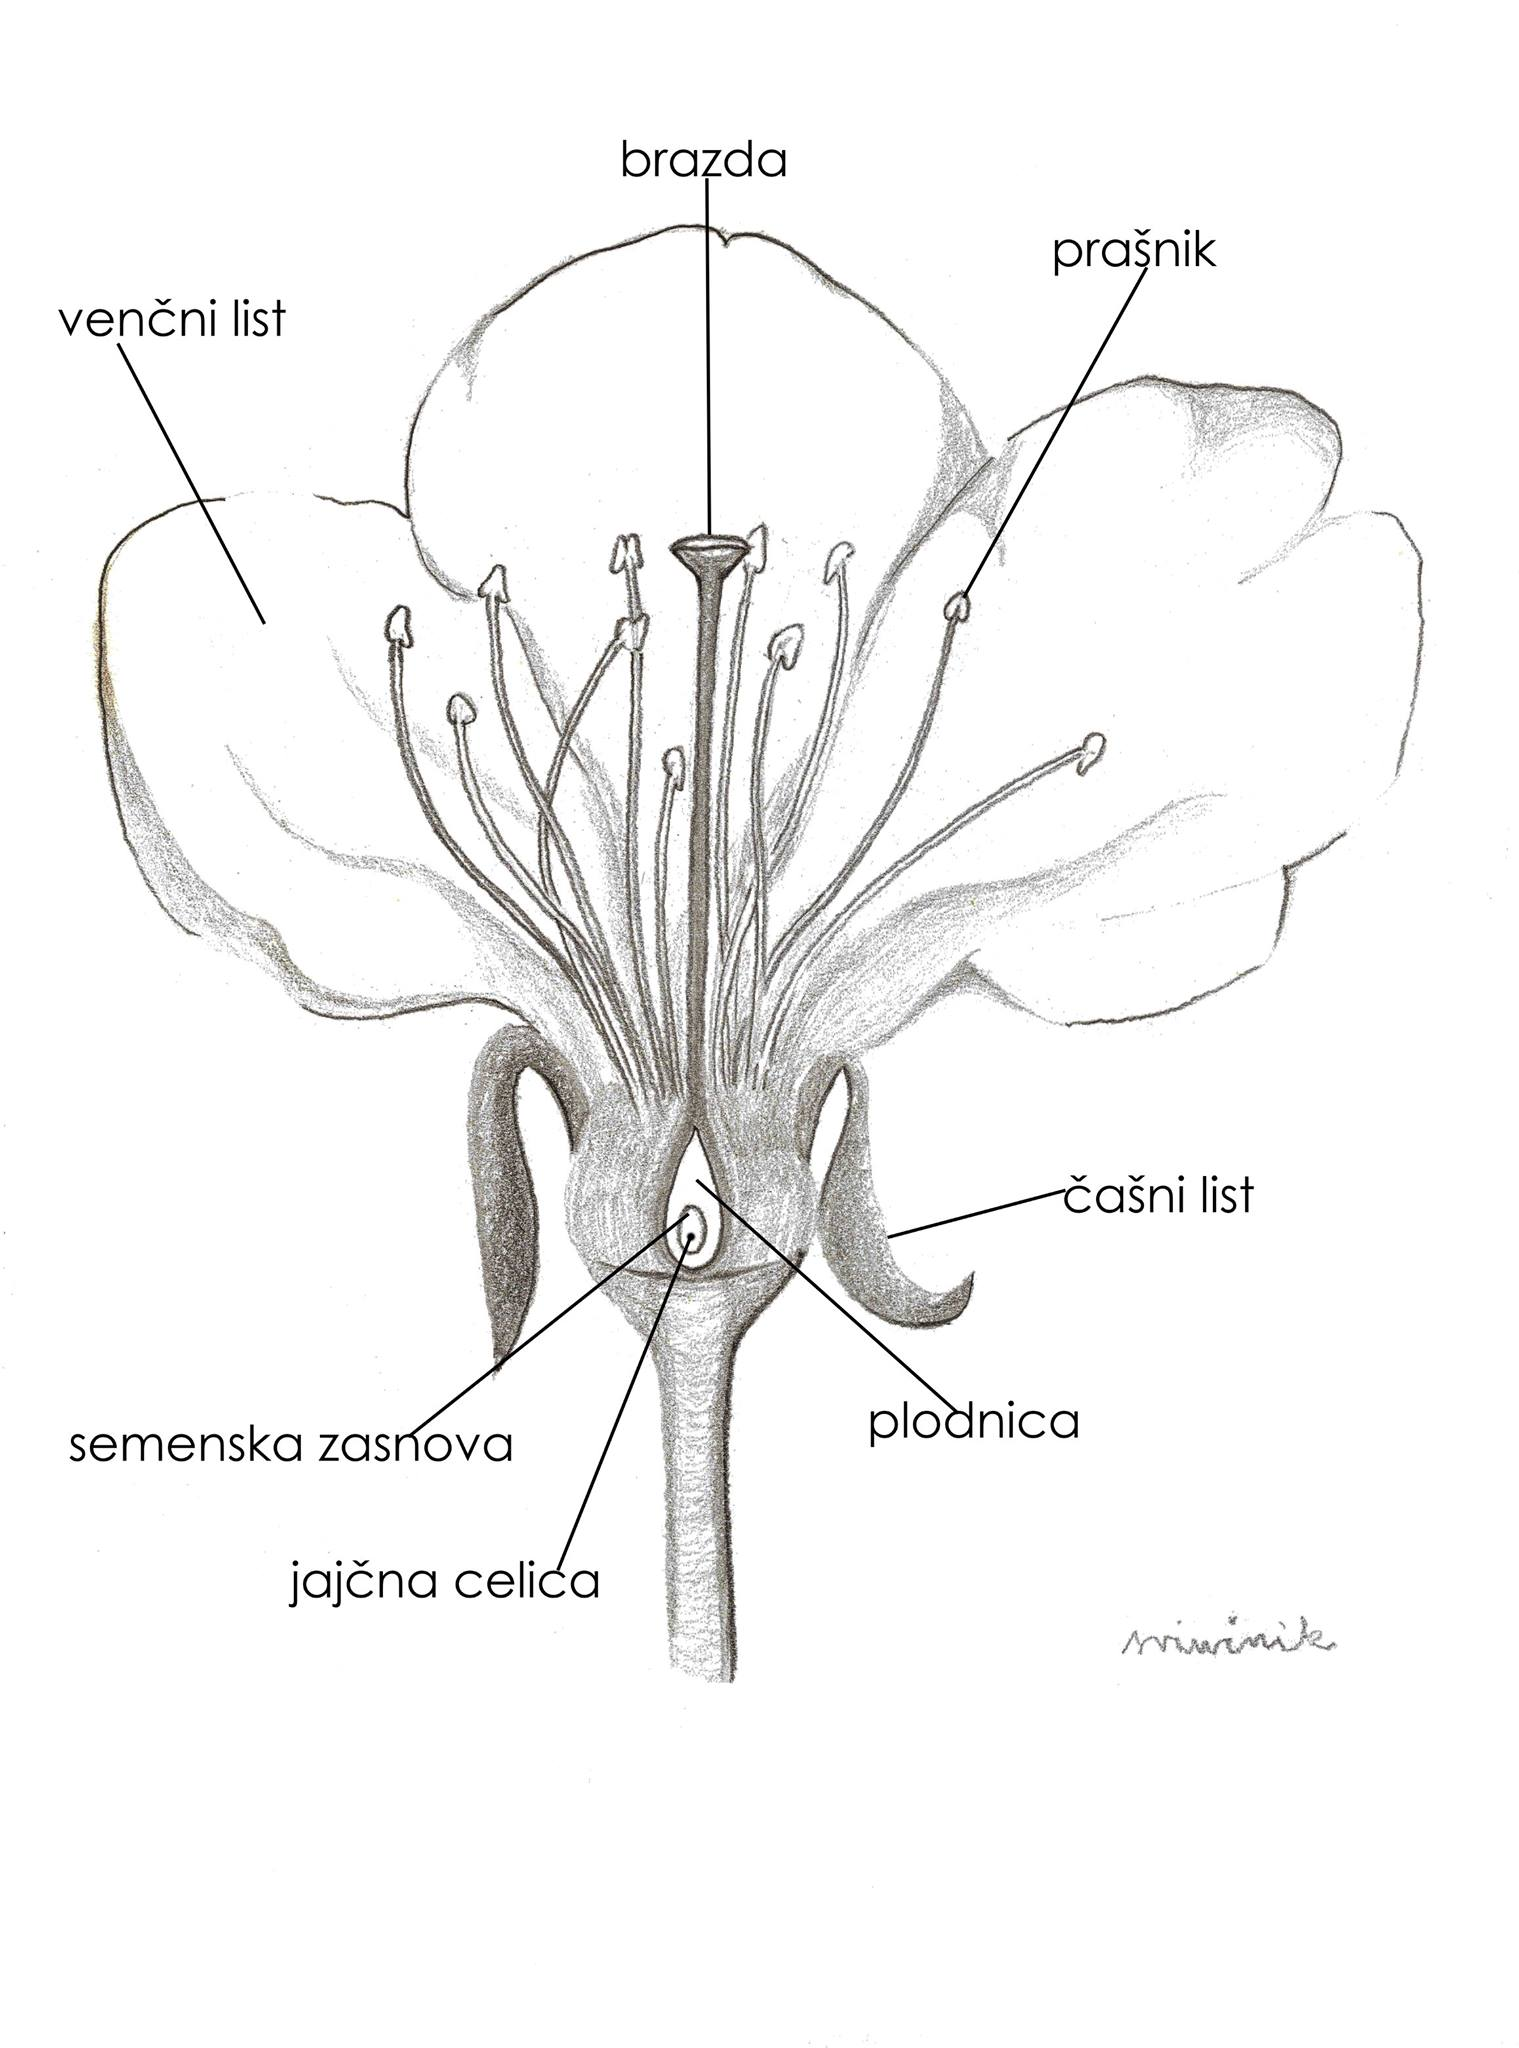 brazda
prašnik
venčni list
čašni list
plodnica
semenska zasnova
jajčna celica